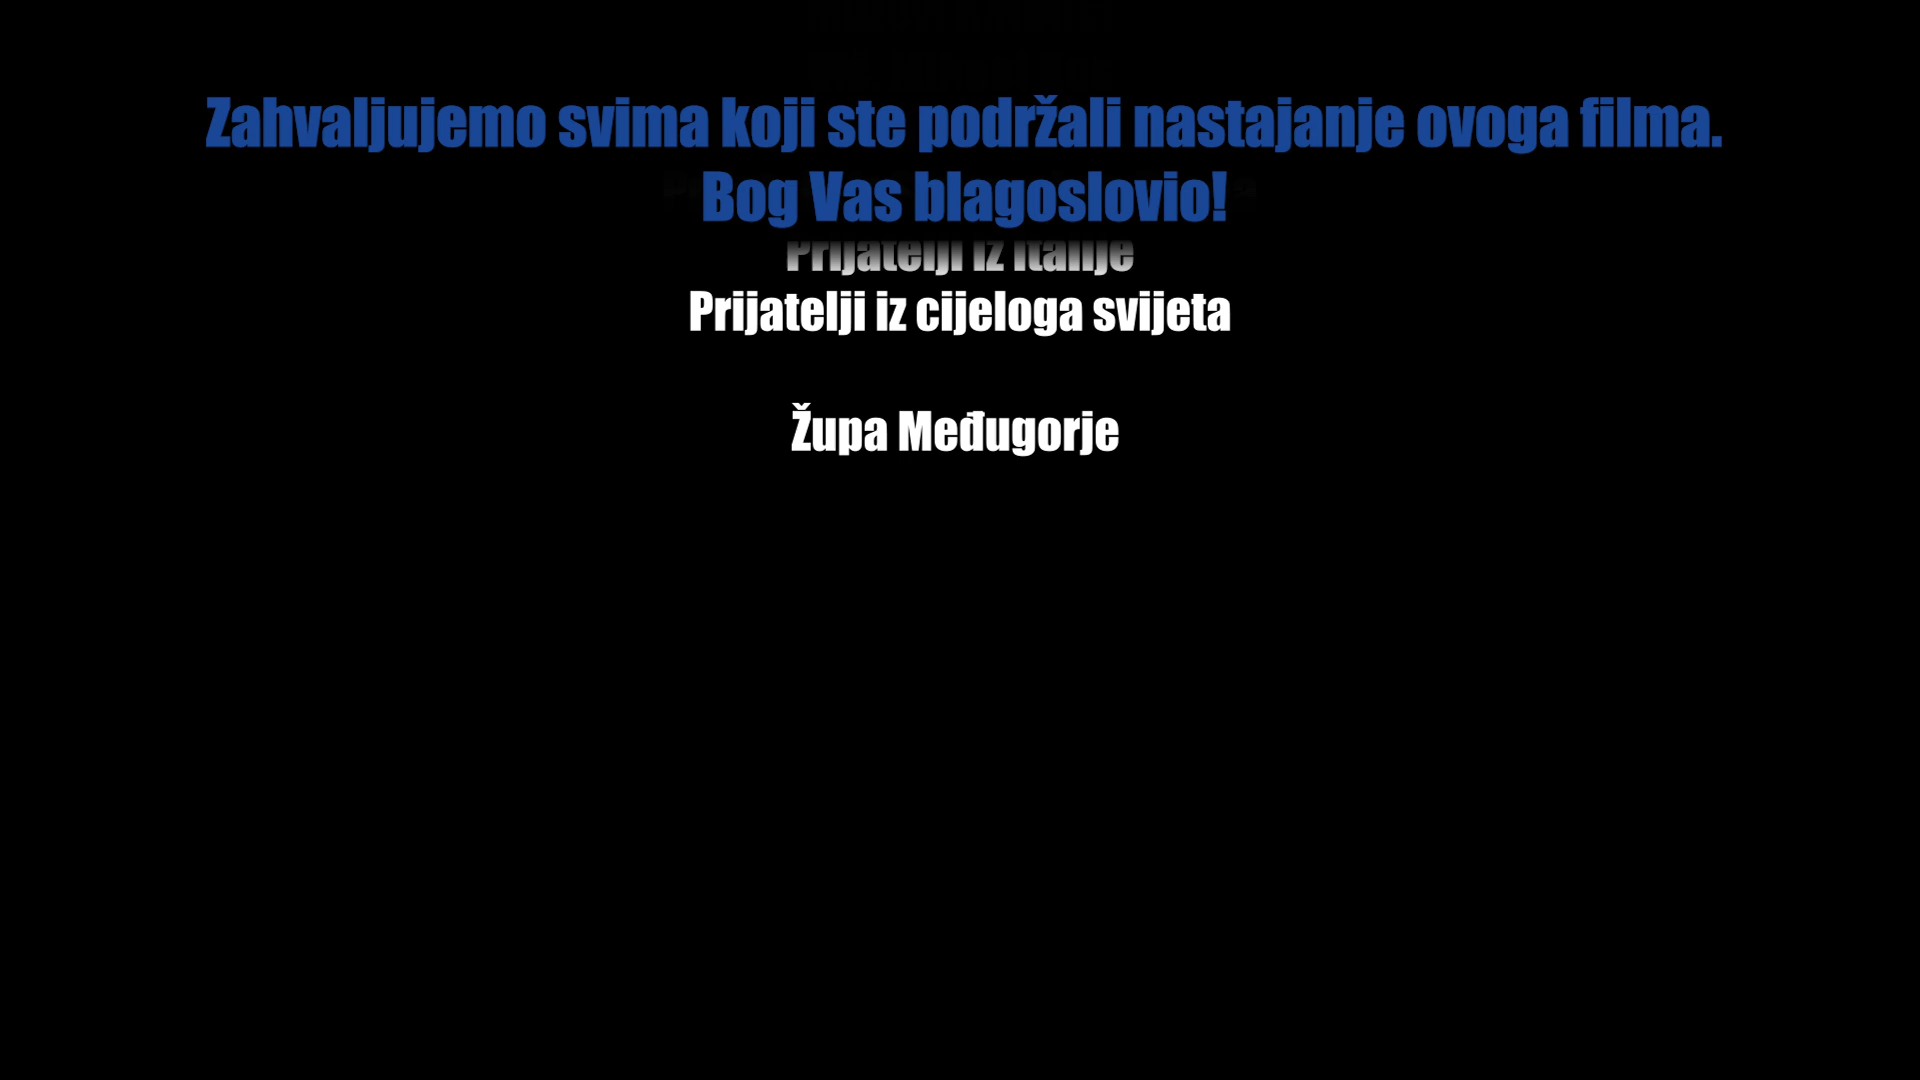 Zahvaljujemo svima koji ste podržali nastajanje ovoga filma.
Bog Vas blagoslovio!
Prijatelji iz Italije
Prijatelji iz cijeloga svijeta
Župa Međugorje